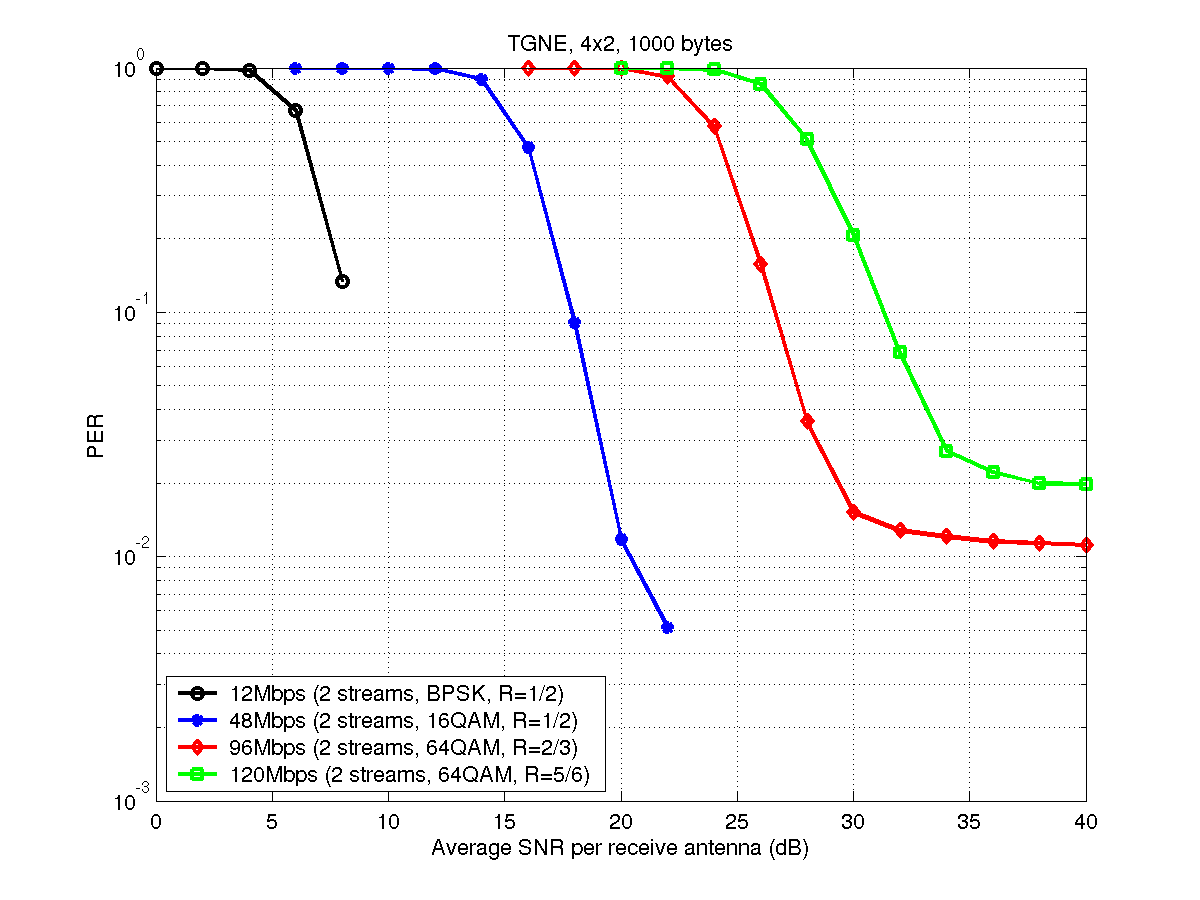 TGNE, 4x2, 1000 bytes
10^0
10^-1
10^-2
10^-3
PER
12Mbps (2 streams, BPSK, R=1/2)
48Mbps (2 streams, 16QAM, R=1/2)
96Mbps (2 streams, 64QAM, R=2/3)
120Mbps (2 streams, 64QAM, R=5/6)
0 5 10 15 20 25 30 35 40
Average SNR per receive antenna (dB)